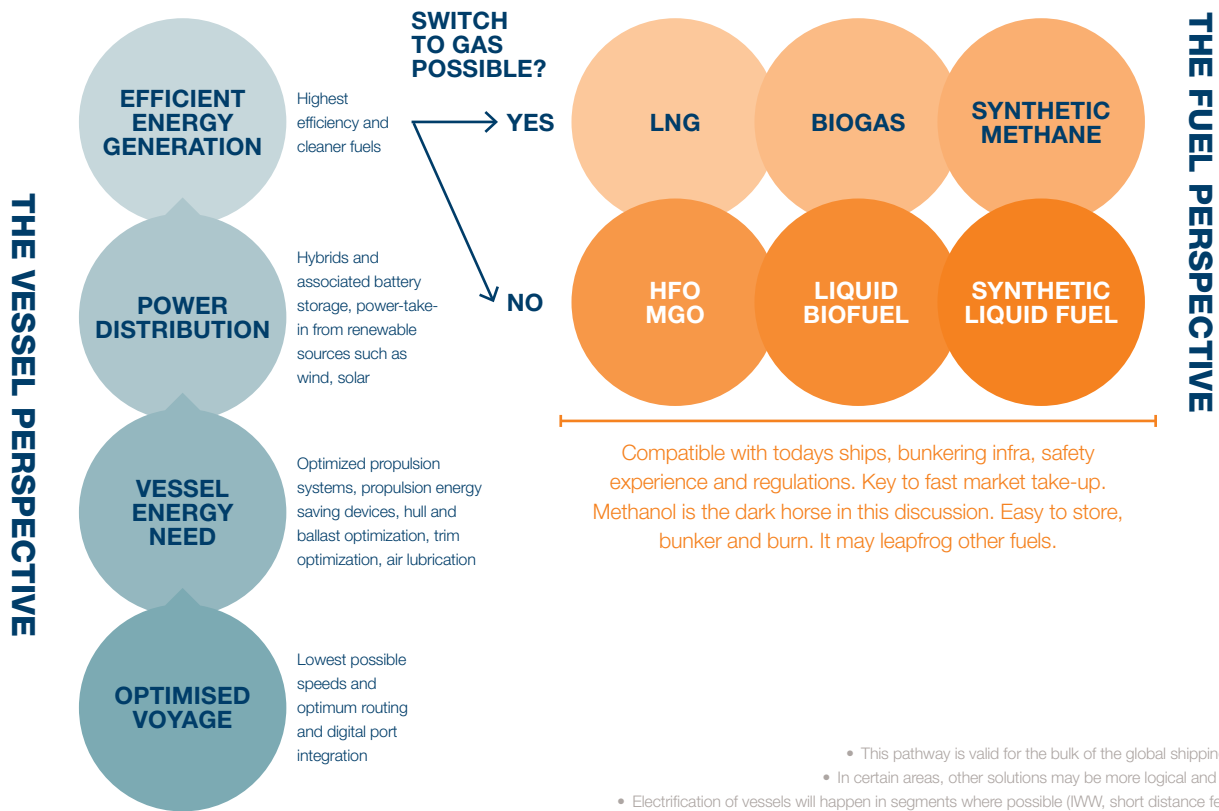 THE VESSEL PERSPECTIVE
EFFICIENT
ENERGY
GENERATION
Highest
efficiency and
cleaner fuels
POWER
DISTRIBUTION
Hybrids and
associated battery
storage, power-take-
in from renewable
sources such as
wind, solar
VESSEL
ENERGY
NEED
Optimized propulsion
systems, propulsion energy
saving devices, hull and
ballast optimization, trim
optimization, air lubrication
OPTIMISED
VOYAGE
Lowest possible
speeds and
optimum routing
and digital port
integration
SWITCH
TO GAS
POSSIBLE?
YES
NO
LNG
BIOGAS
SYNTHETIC
METHANE
HFO
MGO
LIQUID
BIOFUEL
SYNTHETIC
LIQUID FUEL
THE FUEL PERSPECTIVE
Compatible with todays ships, bunkering infra, safety
experience and regulations. Key to fast market take-up.
Methanol is the dark horse in this discussion. Easy to store,
bunker and burn. It may leapfrog other fuels.
• This pathway is valid for the bulk of the global
• In certain areas, other solutions may be more logical and
• Electrification of vessels will happen in segments where possible (IWW, short distance